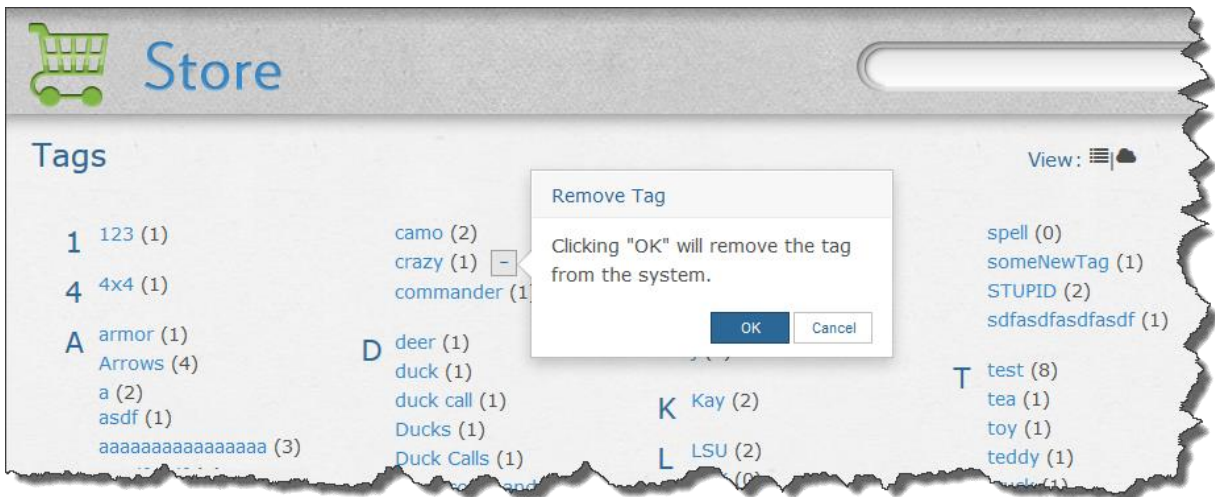 Store
Tags
View:
Remove Tag
Clicking "OK" will remove the tag
from the system.
OK
Cancel
1
123 (1)
4
4x4 (1)
A
armor (1)
Arrows (4)
a (2)
asdf (1)
aaaaaaaaaaaaaaaa (3)
camo (2)
crazy (1) −
commander (1
D
deer (1)
duck (1)
duck call (1)
Ducks (1)
Duck Calls (1)
K
Kay (2)
L
LSU (2)
(0)
spell (0)
someNewTag (1)
STUPID (2)
sdfasdfasdfasdf (1)
T
test (8)
tea (1)
toy (1)
teddy (1)